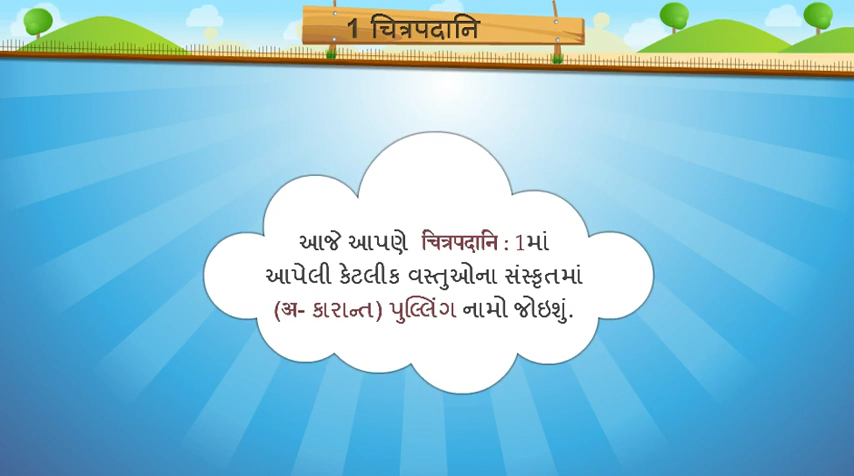 1 चित्रपदानि
આજે આપણે चित्रपदानि : 1માં
આપેલી કેટલીક વસ્તુઓના સંસ્કૃતમાં
(अ- કારાન્ત) પુલ્લિંગ નામો જોઇશું.